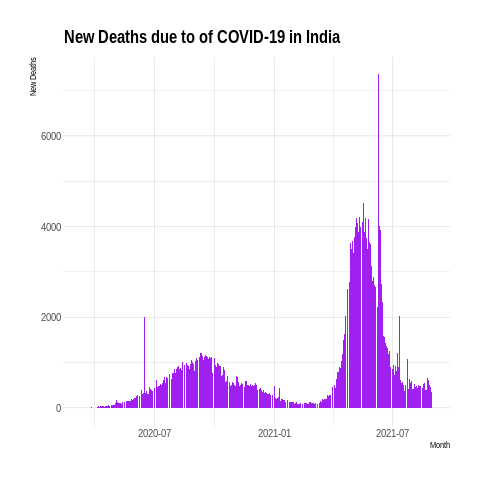 New Deaths due to of COVID-19 in India
New Deaths
6000
4000
2000
0
2020-07
2021-01
2021-07
Month